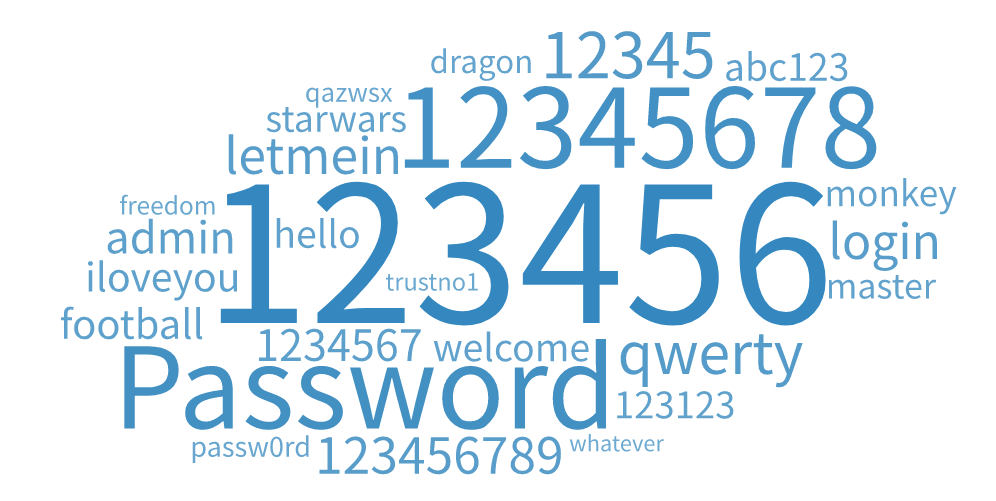 dragon 12345 abc123
qazwsx 12345678
starwars
letmein
123456 monkey
freedom
admin hello login
iloveyou trustno1 master
football
1234567 welcome qwerty
Password 123123
passw0rd 123456789 whatever